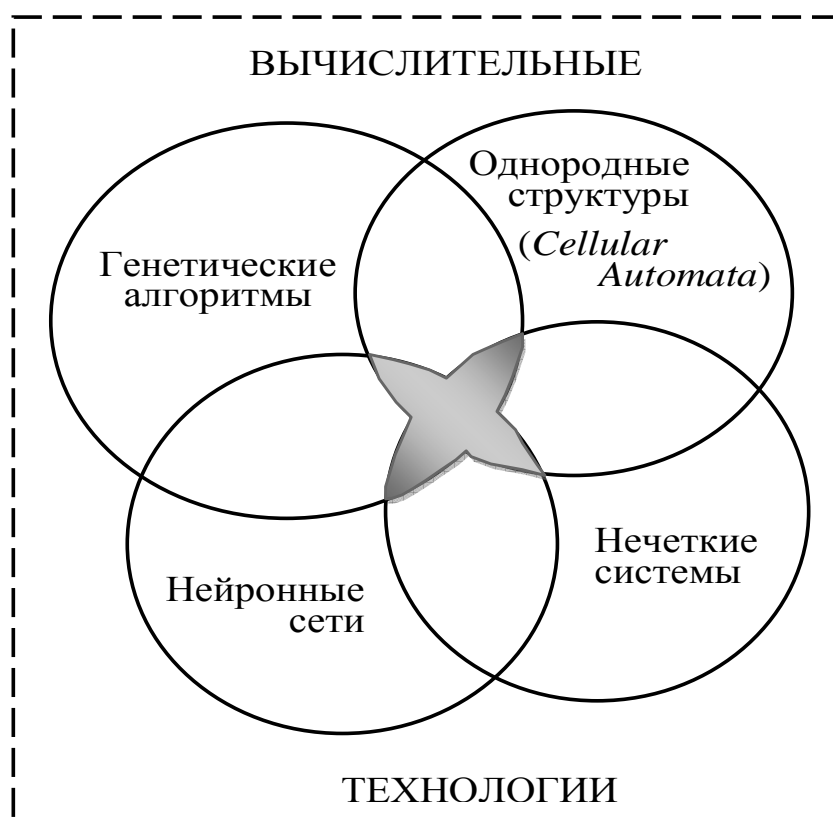 ВЫЧИСЛИТЕЛЬНЫЕ
Однородные
структуры
(Cellular
Automata)
Генетические
алгоритмы
Нечеткие
системы
Нейронные
сети
ТЕХНОЛОГИИ